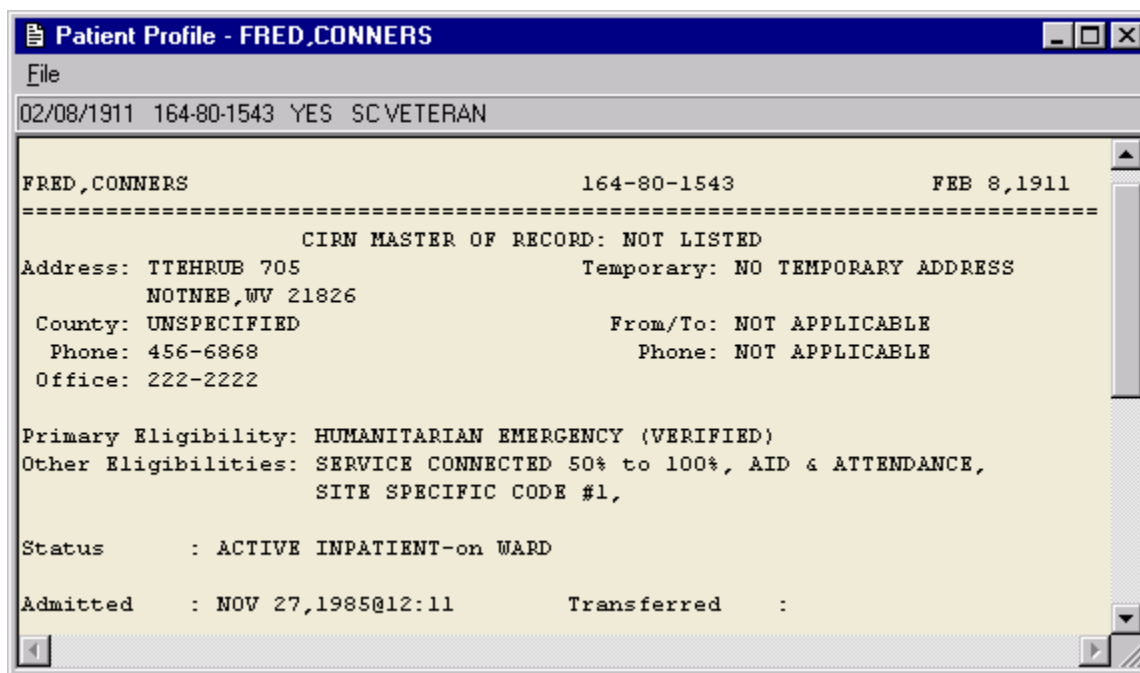 Patient Profile - FRED,CONNERS
File
02/08/1911 164-80-1543 YES SC VETERAN
FRED,CONNERS 164-80-1543 FEB 8,1911
==============================================================================
CIRN MASTER OF RECORD: NOT LISTED
Address: TTEHRUB 705 Temporary: NO TEMPORARY ADDRESS
NOTNEB,WV 21826
County: UNSPECIFIED From/To: NOT APPLICABLE
Phone: 456-6868 Phone: NOT APPLICABLE
Office: 222-2222
Primary Eligibility: HUMANITARIAN EMERGENCY (VERIFIED)
Other Eligibilities: SERVICE CONNECTED 50% to 100%, AID & ATTENDANCE,
SITE SPECIFIC CODE #1,
Status : ACTIVE INPATIENT-on WARD
Admitted : NOV 27,1985@12:11 Transferred :